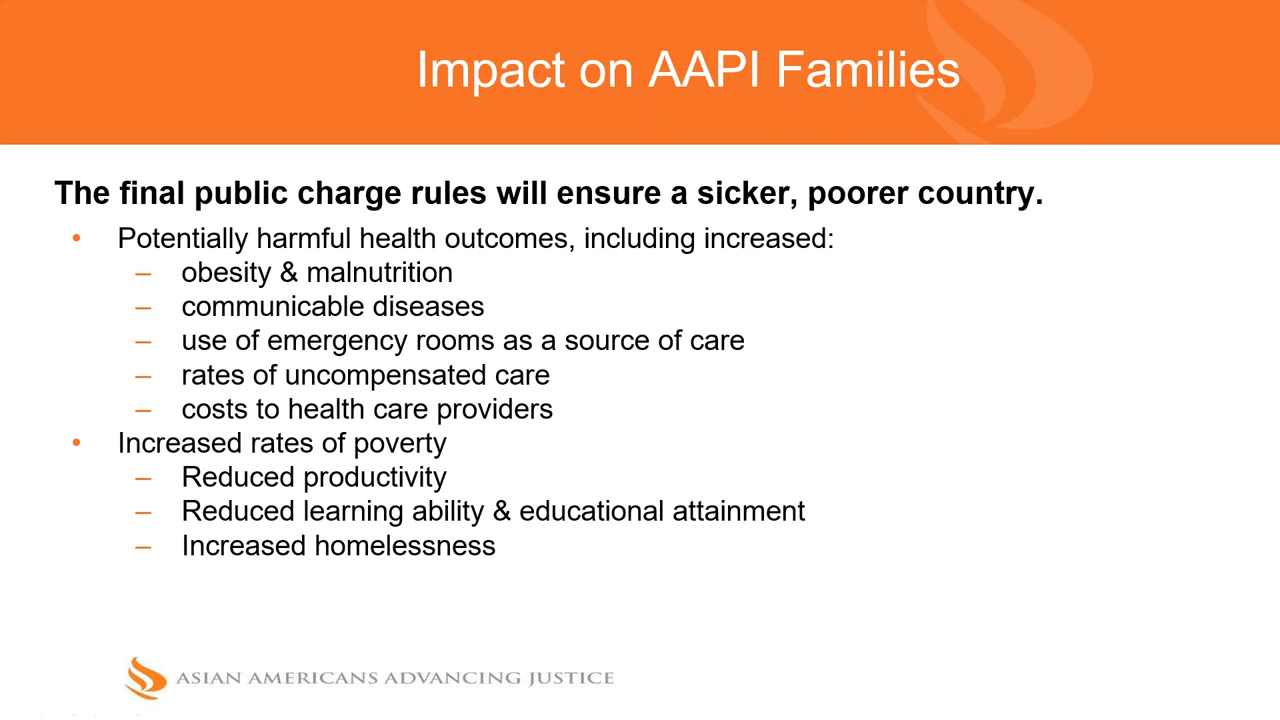 Impact on AAPI Families
The final public charge rules will ensure a sicker, poorer country.
• Potentially harmful health outcomes, including increased:
– obesity & malnutrition
– communicable diseases
– use of emergency rooms as a source of care
– rates of uncompensated care
– costs to health care providers
• Increased rates of poverty
– Reduced productivity
– Reduced learning ability & educational attainment
– Increased homelessness
ASIAN AMERICANS ADVANCING JUSTICE